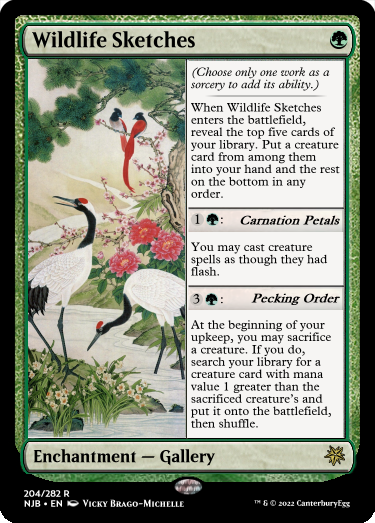 Wildlife Sketches
(Choose only one work as a
sorcery to add its ability.)
When Wildlife Sketches
enters the battlefield,
reveal the top five cards of
your library. Put a creature
card from among them
into your hand and the rest
on the bottom in any
order.
1 : Carnation Petals
You may cast creature
spells as though they had
flash.
3 : Pecking Order
At the beginning of your
upkeep, you may sacrifice
a creature. If you do,
search your library for a
creature card with mana
value 1 greater than the
sacrificed creature's and
put it onto the battlefield,
then shuffle.
Enchantment — Gallery
204/282 R
NJB • EN Vicky Brago-Michelle
™ & © 2022 CanterburyEgg